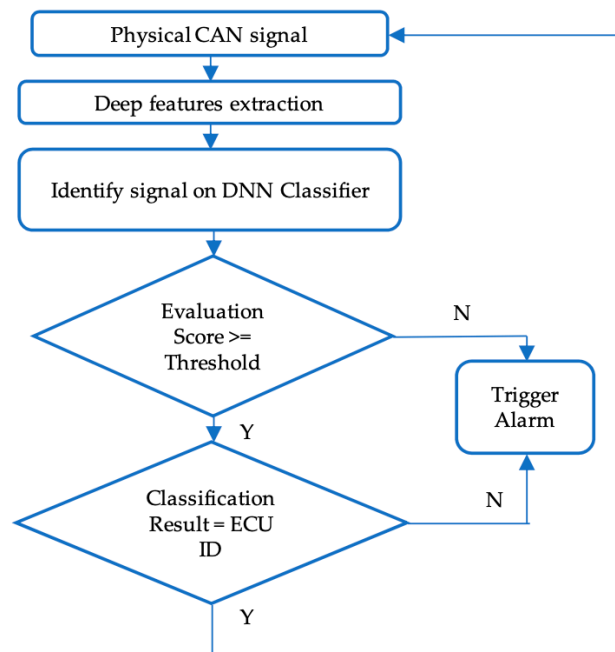 Physical CAN signal
Deep features extraction
Identify signal on DNN Classifier
Evaluation
Score >=
Threshold
N
Trigger
Alarm
Y
Classification
Result = ECU
ID
N
Y